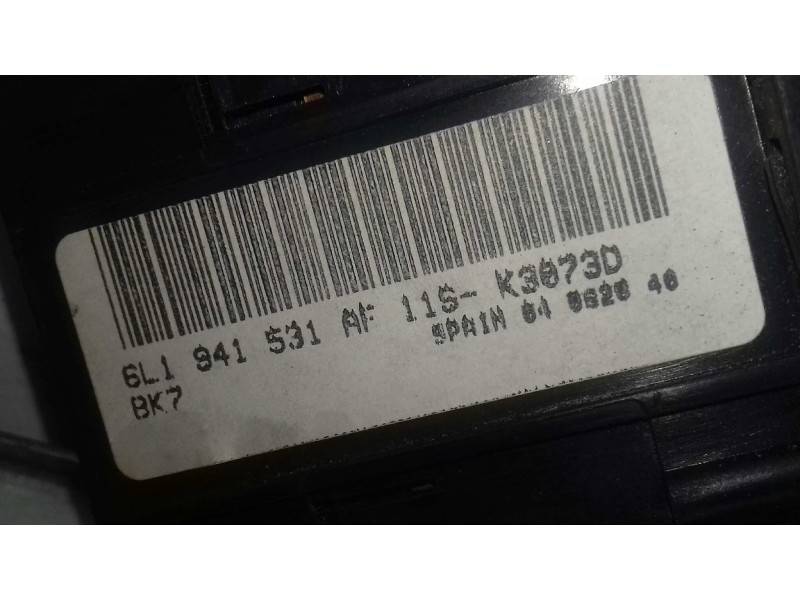 6L1 941 531 AF 11S- K3073D
BK7 SPAIN 04 0620 40